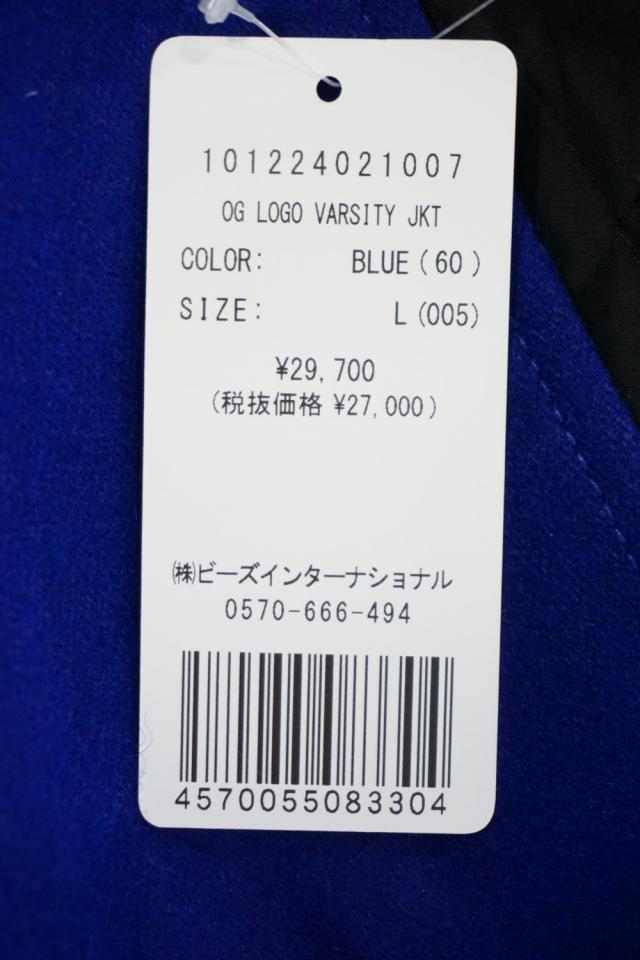 101224021007
OG LOGO VARSITY JKT
COLOR: BLUE(60)
SIZE: L(005)
¥29,700
(税抜価格 ¥27,000)
㈱ビーズインターナショナル
0570-666-494
4570055083304